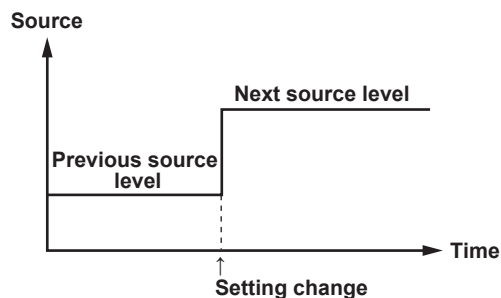 Source
Next source level
Previous source
level
Time
↑
Setting change